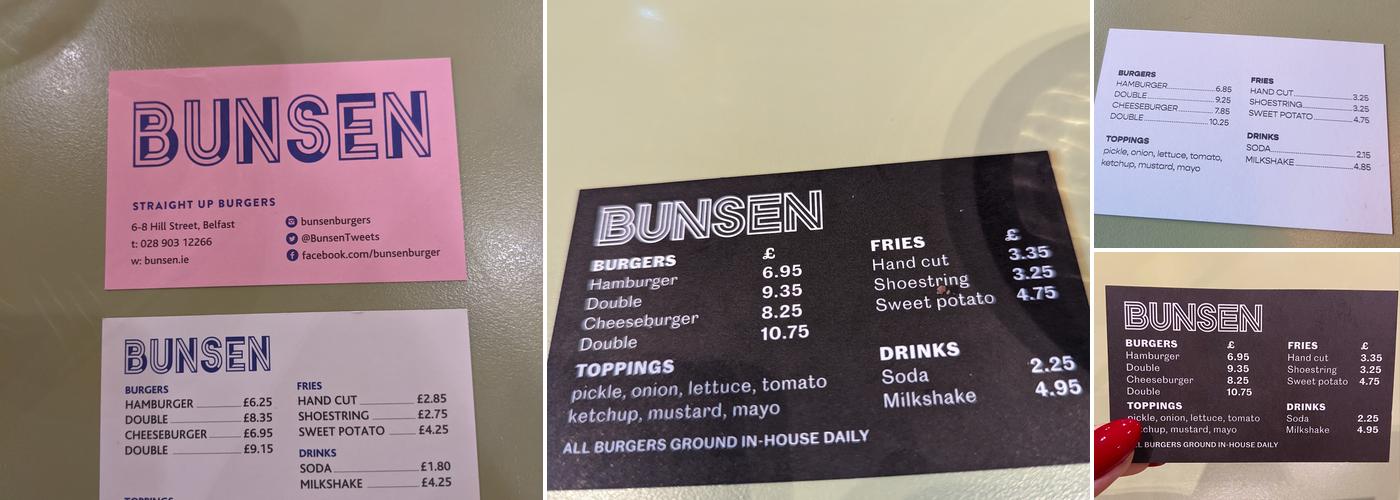 BUNSEN
STRAIGHT UP BURGERS
6-8 Hill Street, Belfast
t: 028 903 12266
w: bunsen.ie
bunsenburgers
@BunsenTweets
facebook.com/bunsenburger
BUNSEN
BURGERS
HAMBURGER £6.25
DOUBLE £8.35
CHEESEBURGER £6.95
DOUBLE £9.15
FRIES
HAND CUT £2.85
SHOESTRING £2.75
SWEET POTATO £4.25
DRINKS
SODA £1.80
MILKSHAKE £4.25
BUNSEN
BURGERS £
Hamburger 6.95
Double 9.35
Cheeseburger 8.25
Double 10.75
TOPPINGS
pickle, onion, lettuce, tomato
ketchup, mustard, mayo
ALL BURGERS GROUND IN-HOUSE DAILY
FRIES £
Hand cut 3.35
Shoestring 3.25
Sweet potato 4.75
DRINKS
Soda 2.25
Milkshake 4.95
BURGERS
HAMBURGER 6.85
DOUBLE 9.25
CHEESEBURGER 7.85
DOUBLE 10.25
TOPPINGS
pickle, onion, lettuce, tomato,
ketchup, mustard, mayo
FRIES
HAND CUT 3.25
SHOESTRING 3.25
SWEET POTATO 4.75
DRINKS
SODA 2.15
MILKSHAKE 4.85
BUNSEN
BURGERS £
Hamburger 6.95
Double 9.35
Cheeseburger 8.25
Double 10.75
TOPPINGS
pickle, onion, lettuce, tomato
mustard, mayo
BURGERS GROUND IN-HOUSE DAILY
FRIES £
Hand cut 3.35
Shoestring 3.25
Sweet potato 4.75
DRINKS
Soda 2.25
Milkshake 4.95